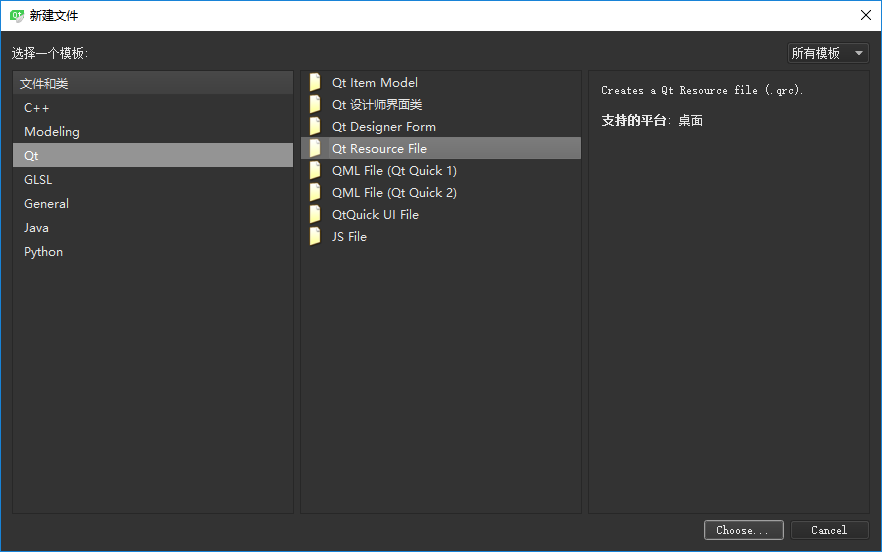 新建文件
选择一个模板:
所有模板
文件和类
C++
Modeling
Qt
GLSL
General
Java
Python
Qt Item Model
Qt 设计师界面类
Qt Designer Form
Qt Resource File
QML File (Qt Quick 1)
QML File (Qt Quick 2)
QtQuick UI File
JS File
Creates a Qt Resource file (.qrc).
支持的平台: 桌面
Choose...
Cancel